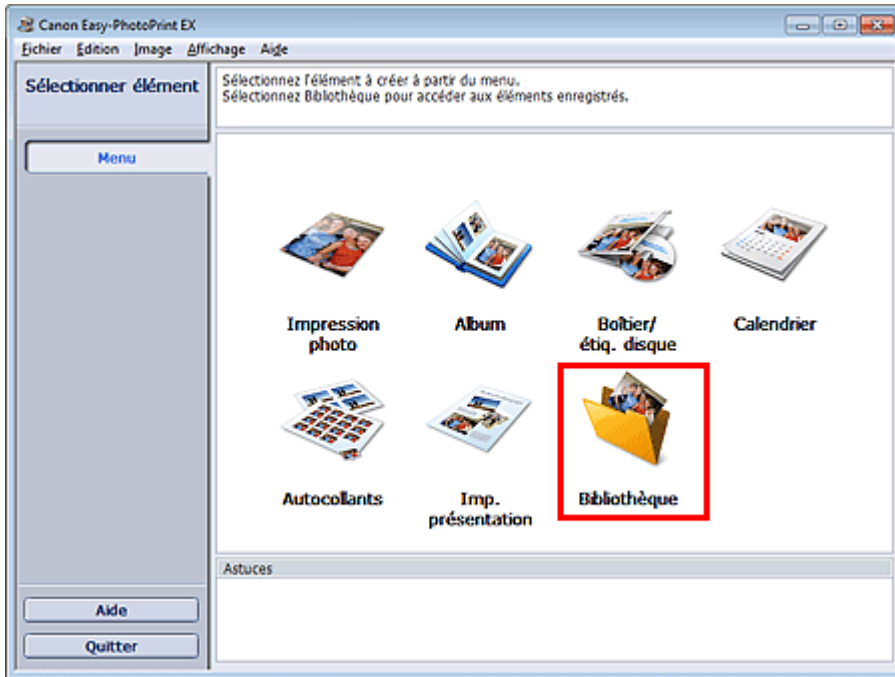 Canon Easy-PhotoPrint EX
Fichier Edition Image Affichage Aide
Sélectionner élément
Sélectionnez l'élément à créer à partir du menu.
Sélectionnez Bibliothèque pour accéder aux éléments enregistrés.
Menu
Impression
photo
Album
Boîtier/
étiq. disque
Calendrier
Autocollants
Imp.
présentation
Bibliothèque
Astuces
Aide
Quitter